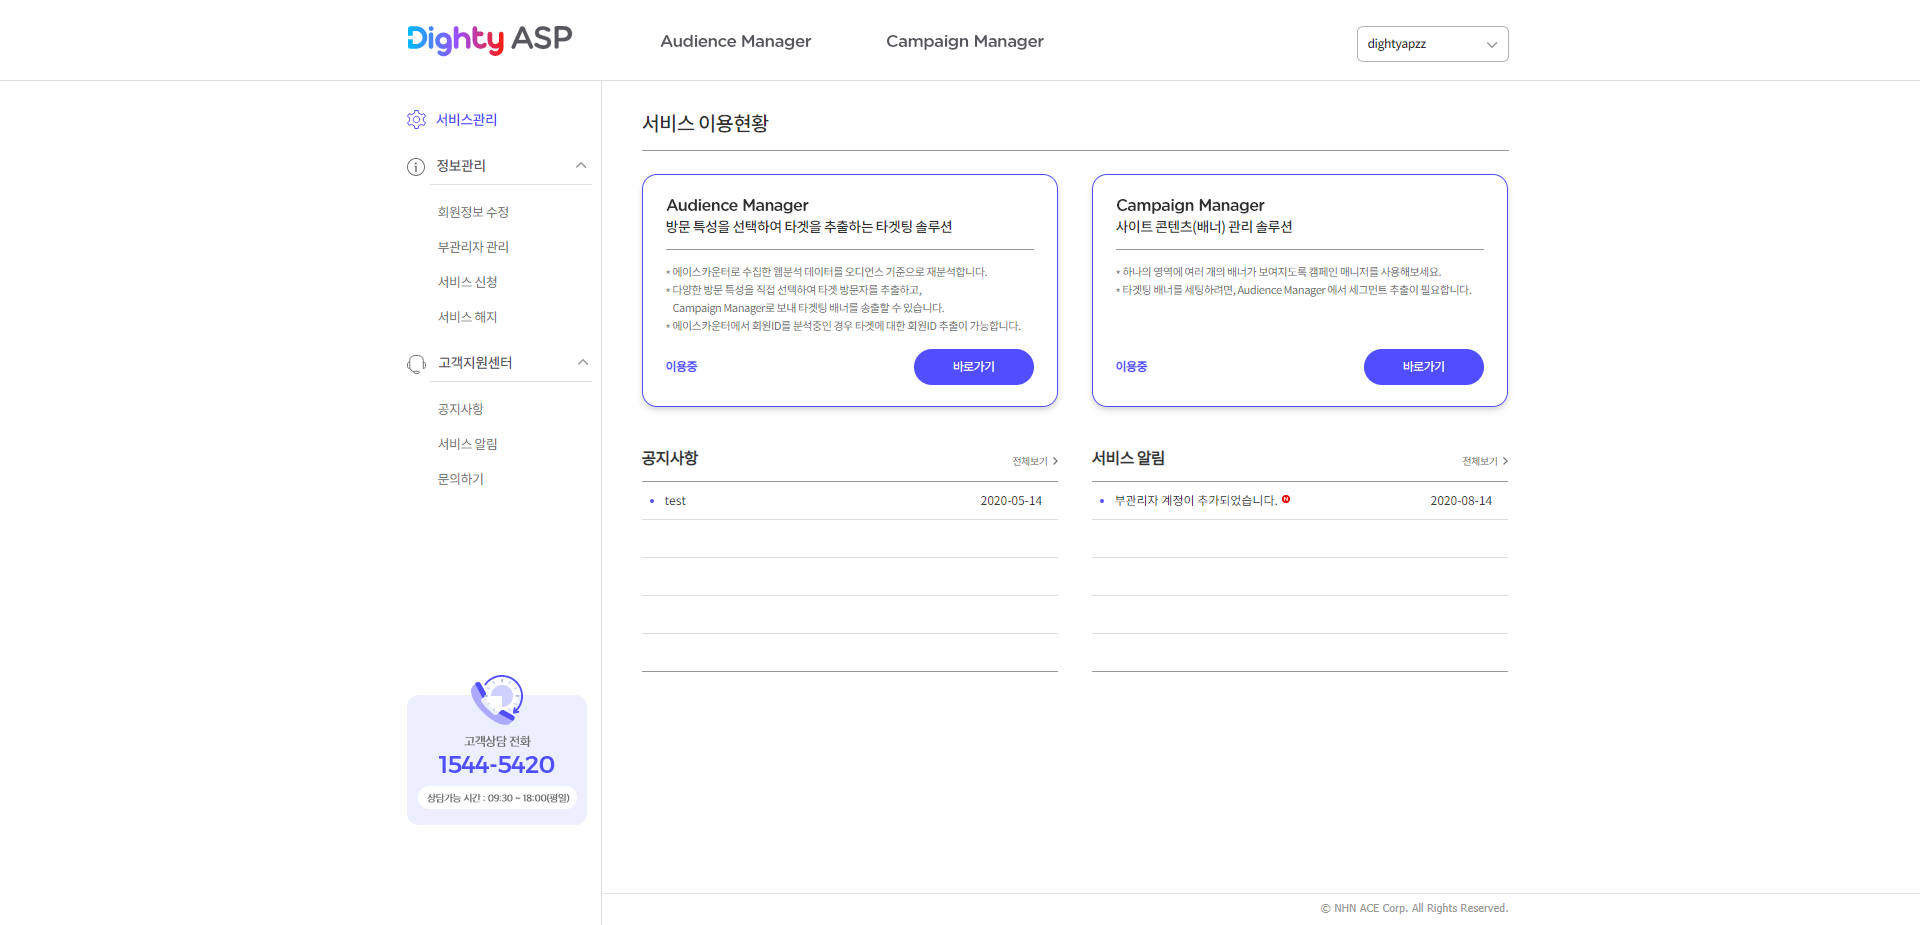 Dighty ASP
Audience Manager
Campaign Manager
dightyapzz
서비스관리
정보관리
회원정보 수정
부관리자 관리
서비스 신청
서비스 해지
고객지원센터
공지사항
서비스 알림
문의하기
고객상담 전화
1544-5420
상담가능 시간 : 09:30 ~ 18:00(평일)
서비스 이용현황
Audience Manager
방문 특성을 선택하여 타겟을 추출하는 타겟팅 솔루션
* 에이스카운터로 수집한 웹분석 데이터를 오디언스 기준으로 재분석합니다.
* 다양한 방문 특성을 직접 선택하여 타겟 방문자를 추출하고,
Campaign Manager로 보내 타겟팅 배너를 송출할 수 있습니다.
* 에이스카운터에서 회원ID를 분석중인 경우 타겟에 대한 회원ID 추출이 가능합니다.
이용중
바로가기
Campaign Manager
사이트 콘텐츠(배너) 관리 솔루션
* 하나의 영역에 여러 개의 배너가 보여지도록 캠페인 매니저를 사용해보세요.
* 타겟팅 배너를 세팅하려면, Audience Manager 에서 세그먼트 추출이 필요합니다.
이용중
바로가기
공지사항
전체보기 >
• test 2020-05-14
서비스 알림
전체보기 >
• 부관리자 계정이 추가되었습니다. N 2020-08-14
© NHN ACE Corp. All Rights Reserved.